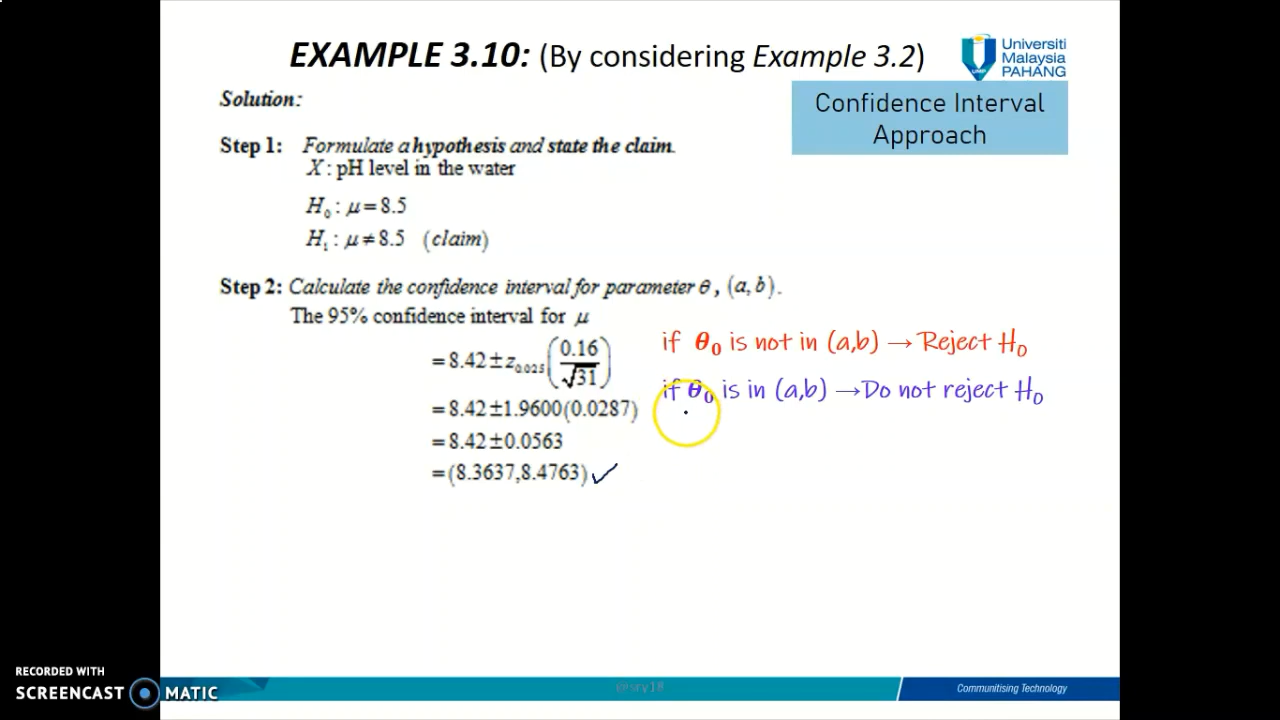 EXAMPLE 3.10: (By considering Example 3.2)
Universiti
Malaysia
PAHANG
UMP
Confidence Interval
Approach
Solution:
Step 1: Formulate a hypothesis and state the claim.
X : pH level in the water
H₀ : μ = 8.5
H₁ : μ ≠ 8.5 (claim)
Step 2: Calculate the confidence interval for parameter θ , (a, b).
The 95% confidence interval for μ
= 8.42 ± z₀.₀₂₅ (0.16/√31)
= 8.42 ± 1.9600(0.0287)
= 8.42 ± 0.0563
= (8.3637, 8.4763) ✓
if θ₀ is not in (a,b) → Reject H₀
if θ₀ is in (a,b) → Do not reject H₀
RECORDED WITH
SCREENCAST MATIC
@sry18
Communitising Technology